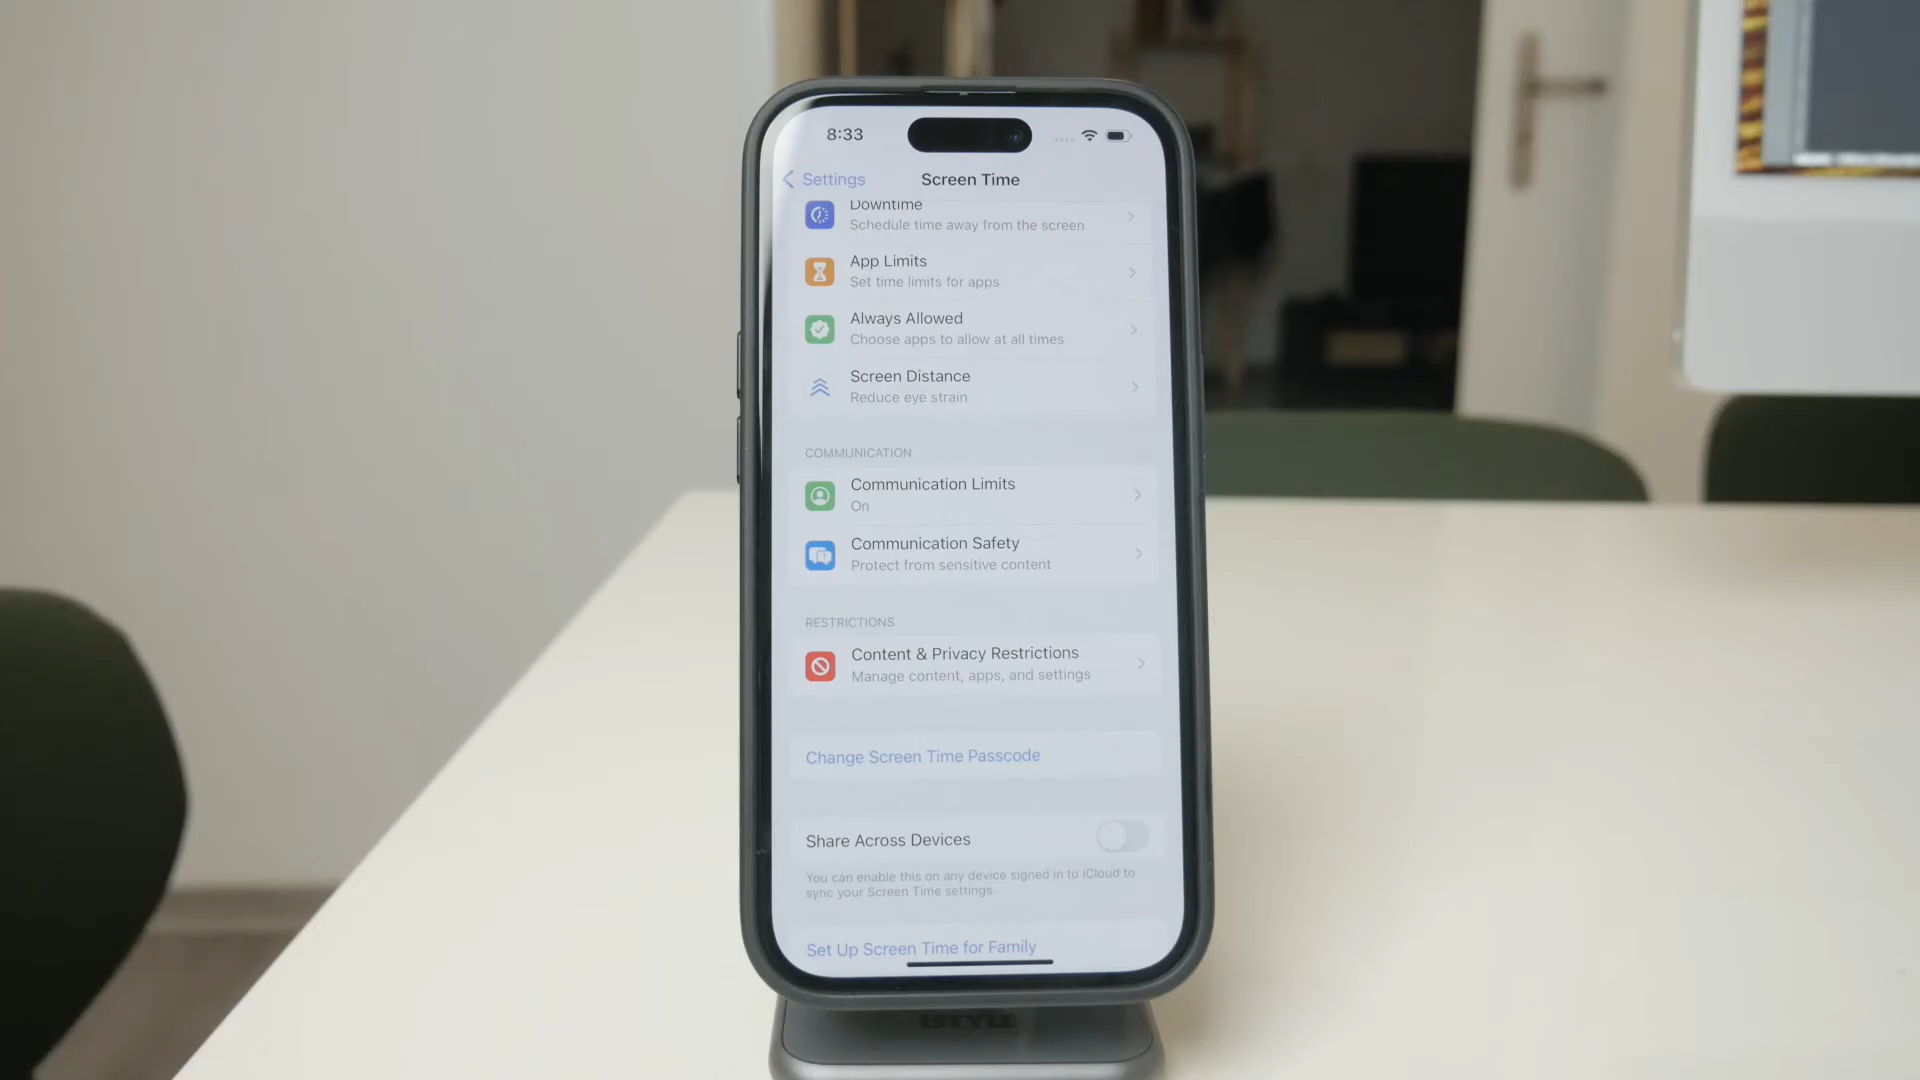 8:33
Settings
Screen Time
Downtime
Schedule time away from the screen
App Limits
Set time limits for apps
Always Allowed
Choose apps to allow at all times
Screen Distance
Reduce eye strain
COMMUNICATION
Communication Limits
On
Communication Safety
Protect from sensitive content
RESTRICTIONS
Content & Privacy Restrictions
Manage content, apps, and settings
Change Screen Time Passcode
Share Across Devices
You can enable this on any device signed in to iCloud to
sync your Screen Time settings.
Set Up Screen Time for Family
iSTYLE